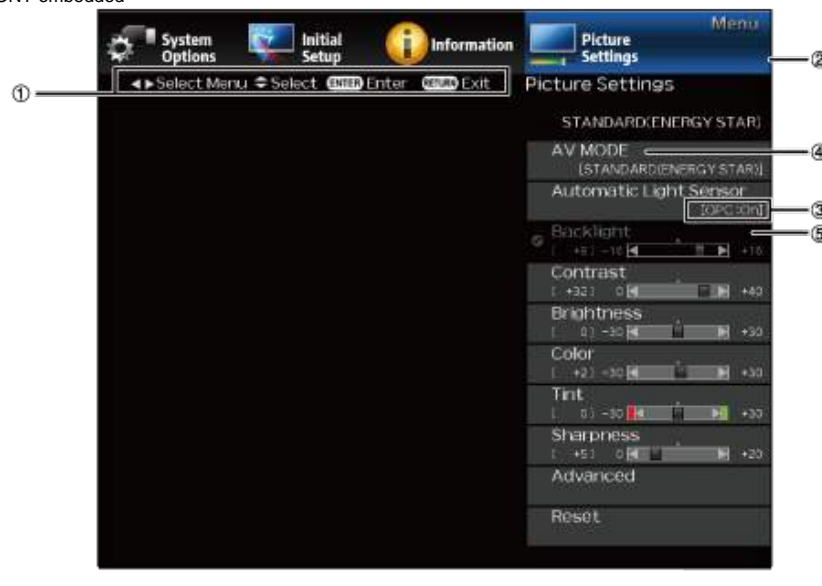 FONT embedded
Menu
System Options
Initial Setup
Information
Picture Settings
① ◄►Select Menu Select ENTER Enter RETURN Exit
②
Picture Settings
STANDARD(ENERGY STAR)
AV MODE ④
[STANDARD(ENERGY STAR)]
Automatic Light Sensor
[OPC:On] ③
Backlight ⑤
[ +8] -16 +16
Contrast
[ +32] 0 +40
Brightness
[ 0] -30 +30
Color
[ +2] -30 +30
Tint
[ 0] -30 +30
Sharpness
[ +5] 0 +20
Advanced
Reset